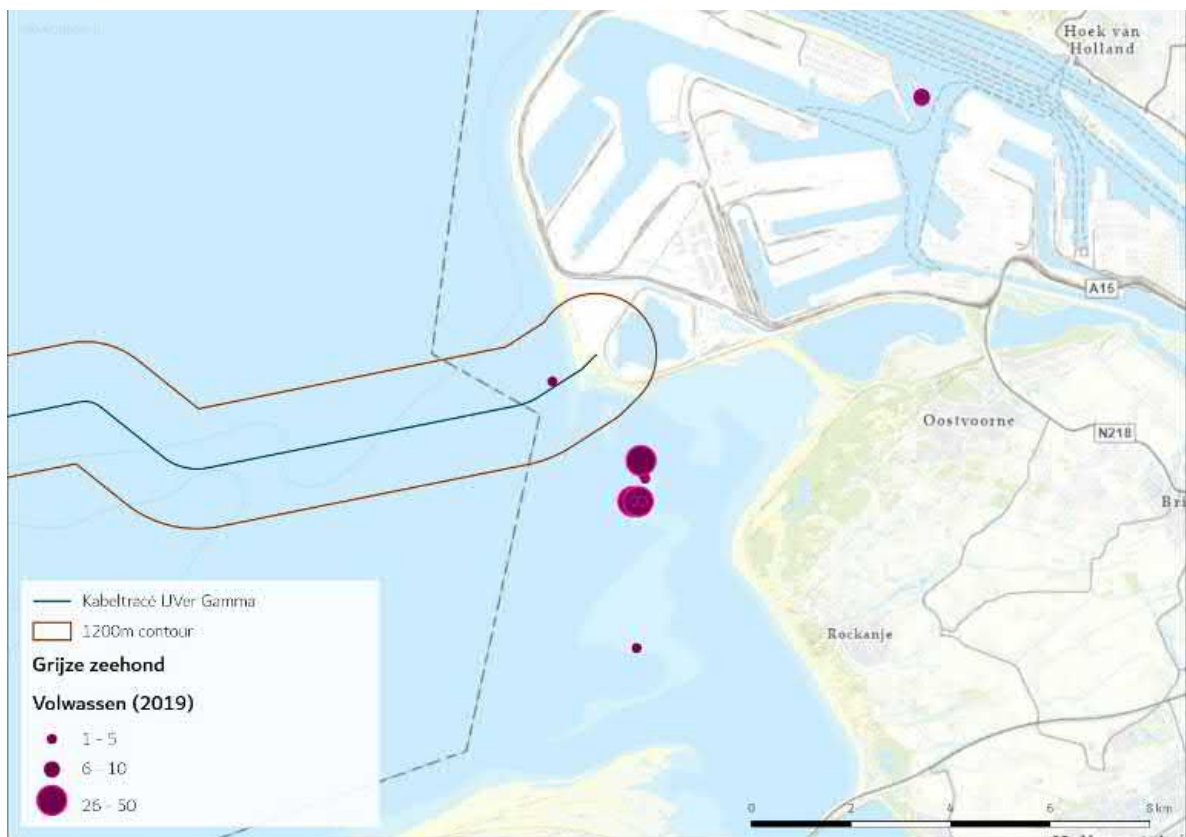 Hoek van
Holland
A15
Oostvoorne
N218
Bri
Rockanje
Kabeltracé IJVer Gamma
1200m contour
Grijze zeehond
Volwassen (2019)
1 - 5
6 - 10
26 - 50
0 2 4 6 8 km